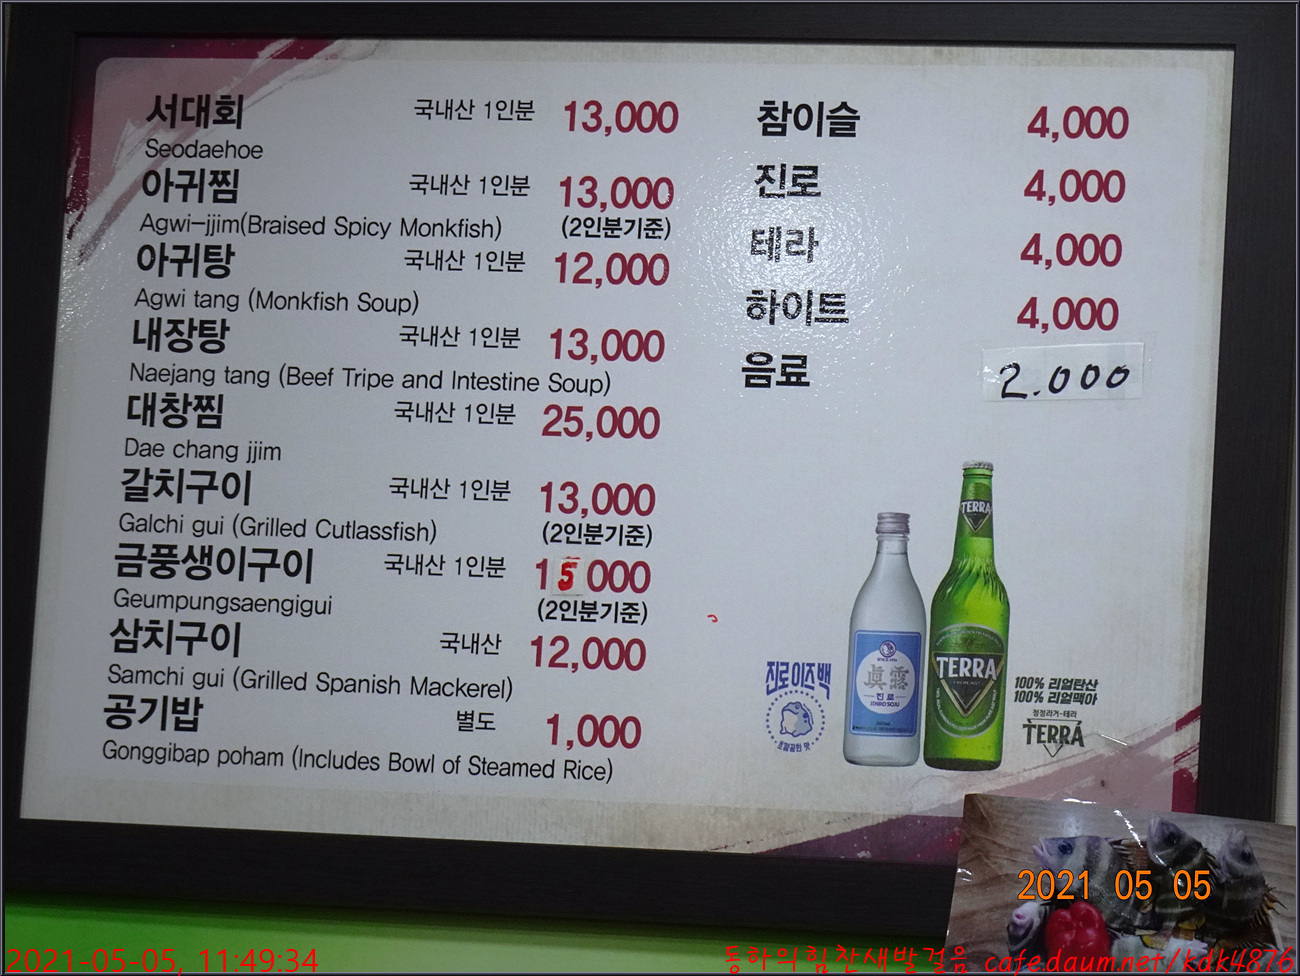 서대회 국내산 1인분 13,000
Seodaehoe
아귀찜 국내산 1인분 13,000
Agwi-jjim(Braised Spicy Monkfish) (2인분기준)
아귀탕 국내산 1인분 12,000
Agwi tang (Monkfish Soup)
내장탕 국내산 1인분 13,000
Naejang tang (Beef Tripe and Intestine Soup)
대창찜 국내산 1인분 25,000
Dae chang jjim
갈치구이 국내산 1인분 13,000
Galchi gui (Grilled Cutlassfish) (2인분기준)
금풍생이구이 국내산 1인분 15 000
Geumpungsaengigui (2인분기준)
삼치구이 국내산 12,000
Samchi gui (Grilled Spanish Mackerel)
공기밥 별도 1,000
Gonggibap poham (Includes Bowl of Steamed Rice)
참이슬 4,000
진로 4,000
테라 4,000
하이트 4,000
음료 2.000
TERRA
眞露
진로
JINRO SOJU
TERRA
진로이즈백
100% 리얼탄산
100% 리얼맥아
청정라거-테라
TERRA
2021 05 05
2021-05-05, 11:49:34
동하의힘찬새발걸음 cafedaum.net/kdk4876